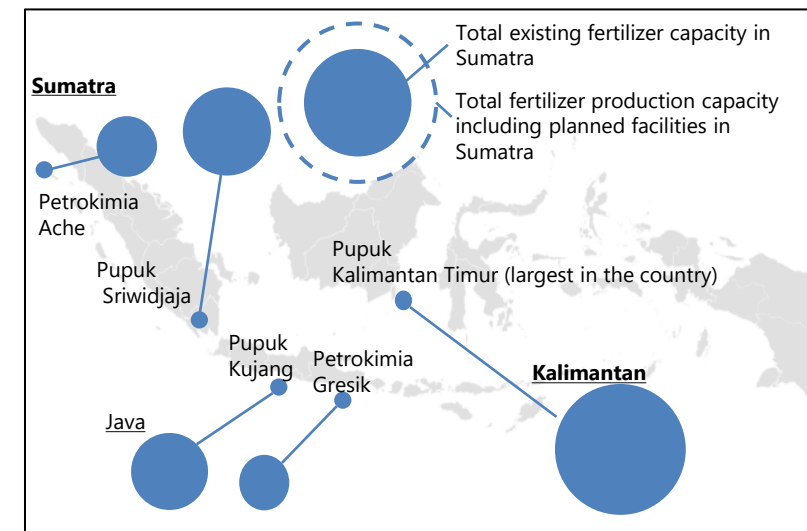 Total existing fertilizer capacity in
Sumatra
Sumatra
Total fertilizer production capacity
including planned facilities in
Sumatra
Petrokimia
Ache
Pupuk
Kalimantan Timur (largest in the country)
Pupuk
Sriwidjaja
Pupuk
Kujang
Petrokimia
Gresik
Kalimantan
Java